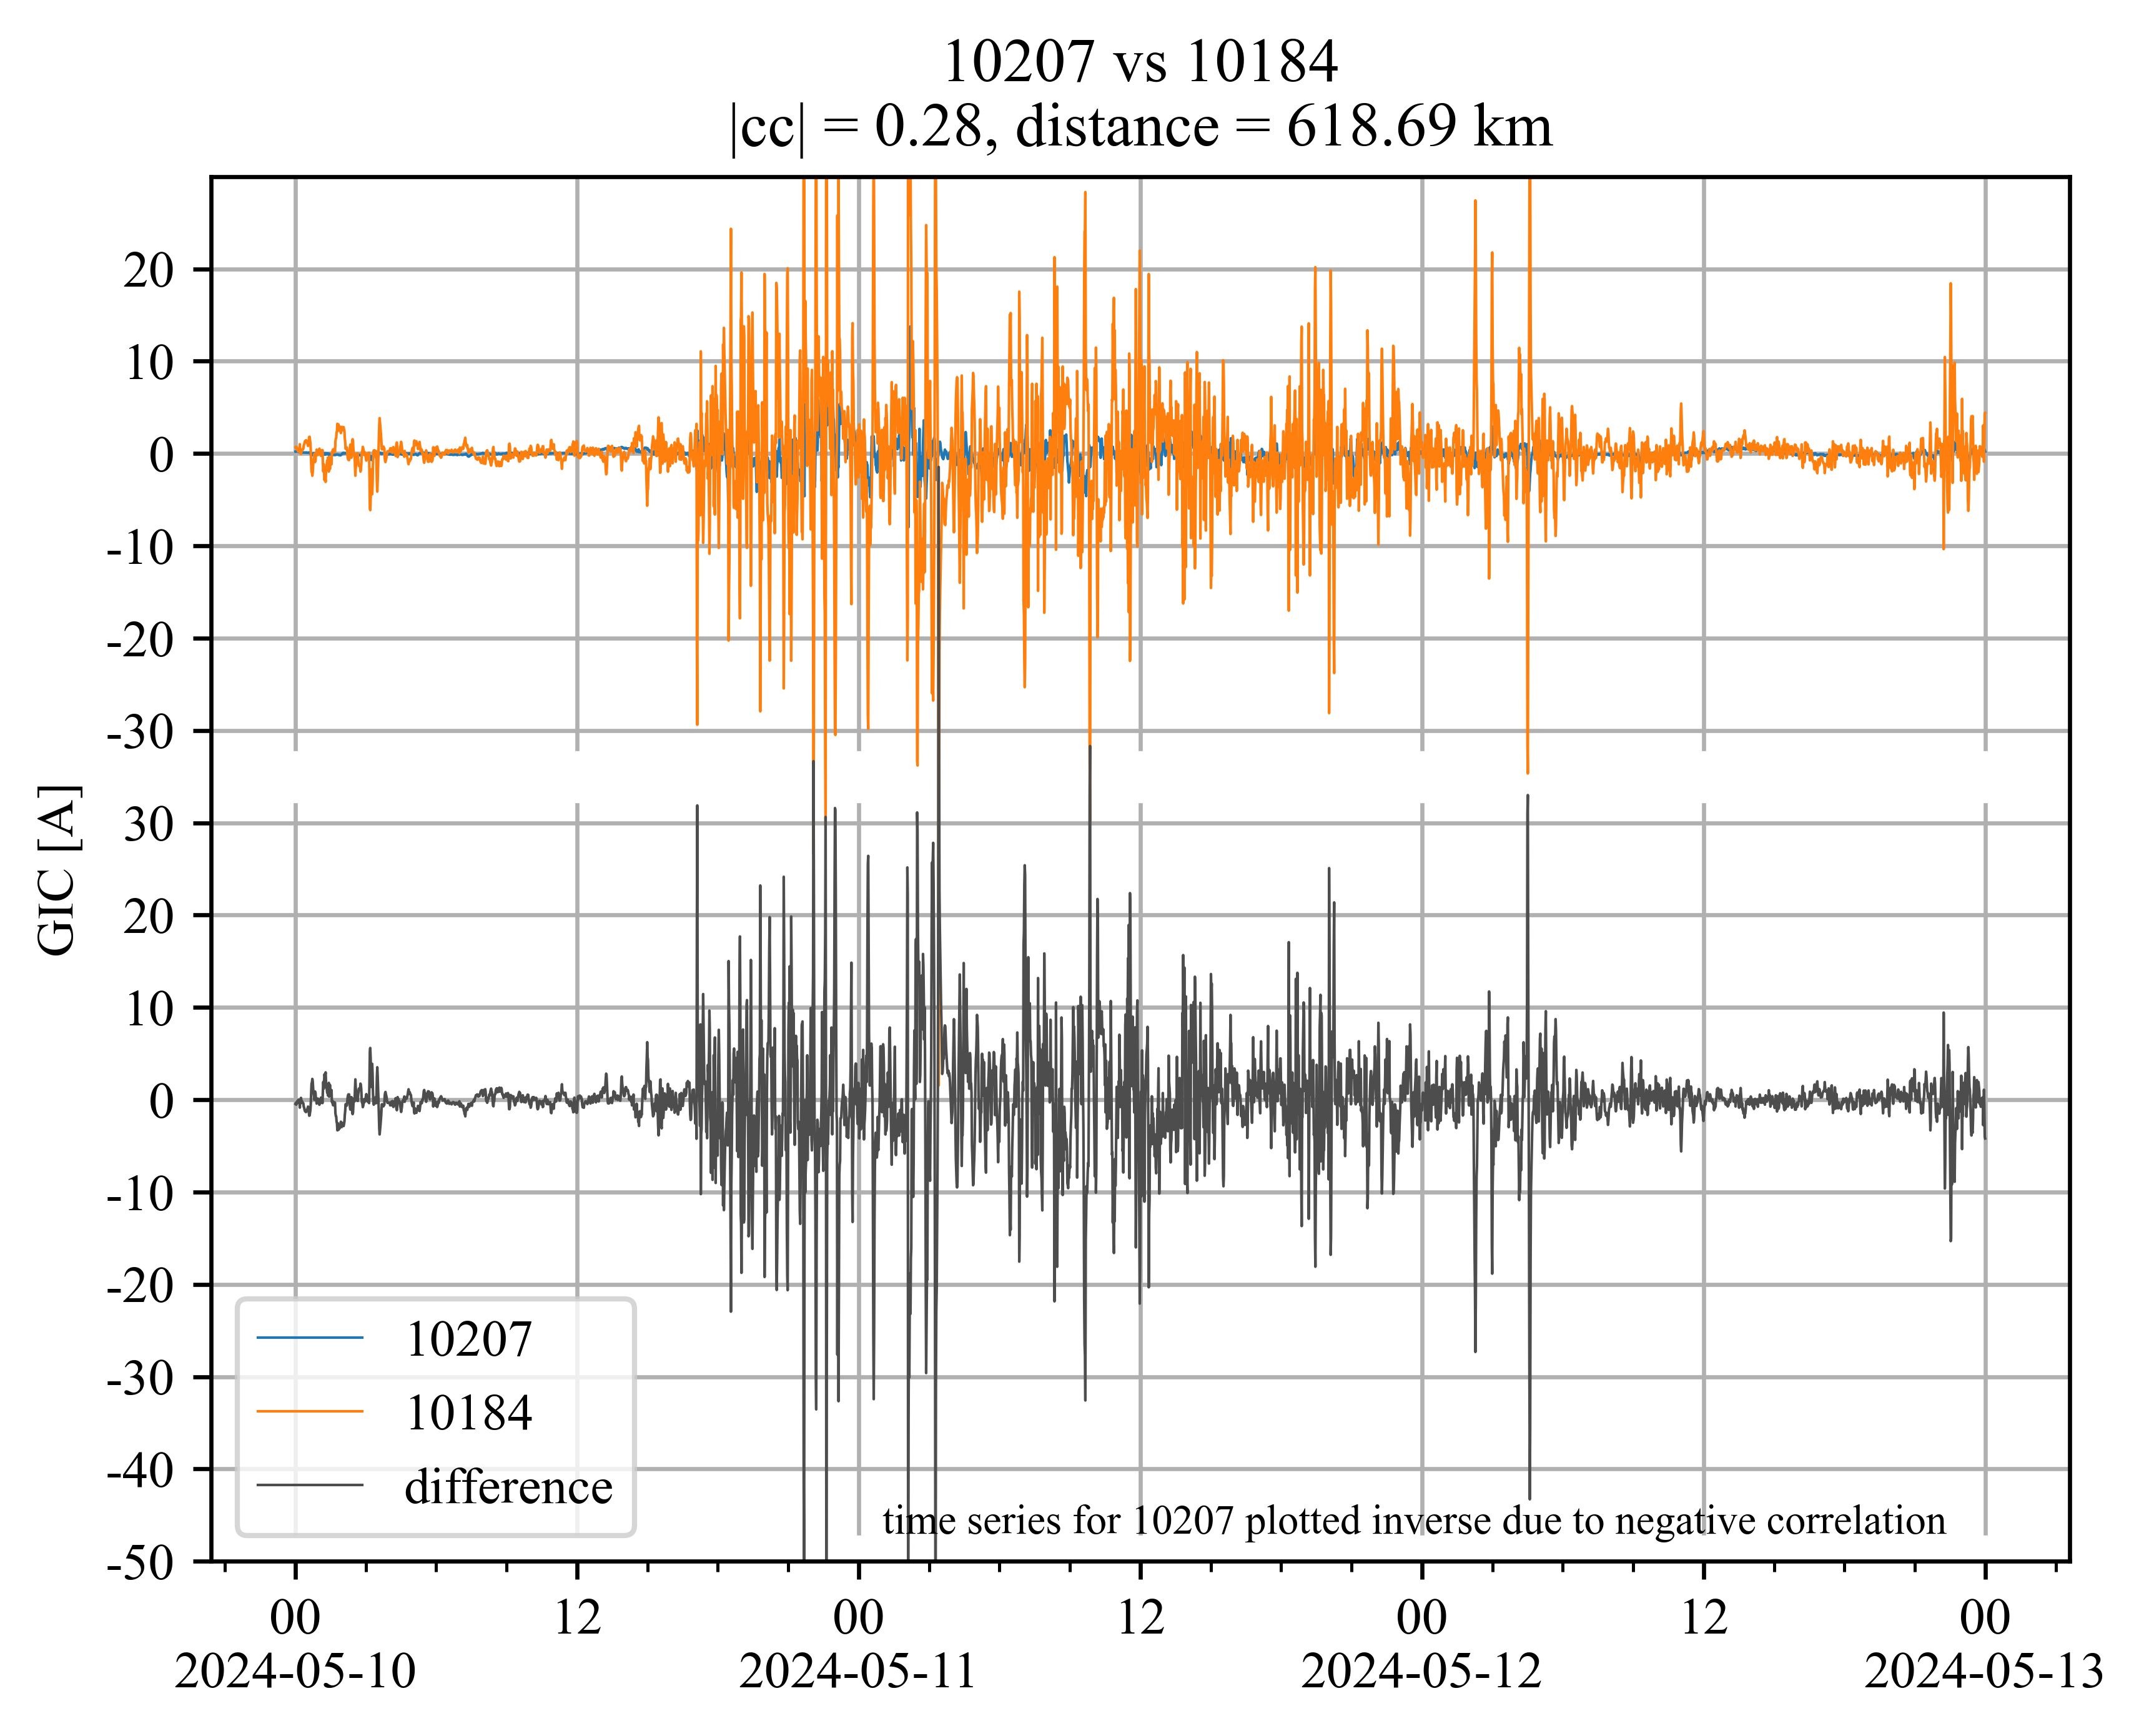 10207 vs 10184
|cc| = 0.28, distance = 618.69 km
GIC [A]
20
10
0
-10
-20
-30
30
20
10
0
-10
-20
-30
-40
-50
10207
10184
difference
time series for 10207 plotted inverse due to negative correlation
00 12 00 12 00 12 00
2024-05-10 2024-05-11 2024-05-12 2024-05-13